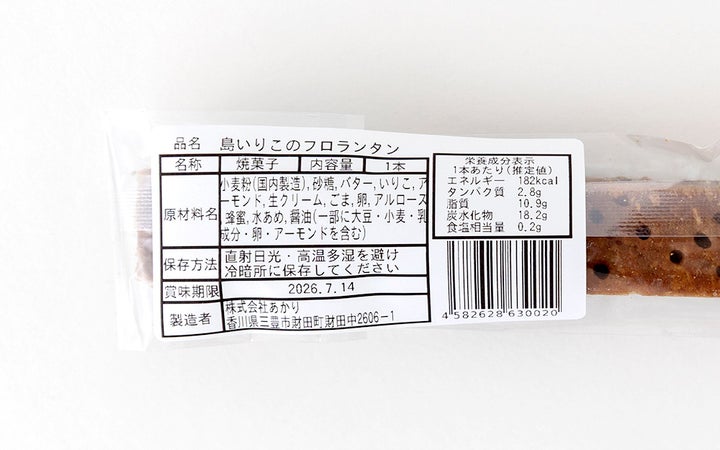 品名 島いりこのフロランタン
名称 焼菓子 内容量 1本
原材料名 小麦粉(国内製造),砂糖,バター,いりこ,ア
ーモンド,生クリーム,ごま,卵,アルロース
蜂蜜,水あめ,醤油(一部に大豆・小麦・乳
成分・卵・アーモンドを含む)
保存方法 直射日光・高温多湿を避け
冷暗所に保存してください
賞味期限 2026.7.14
製造者 株式会社あかり
香川県三豊市財田町財田中2606-1
栄養成分表示
1本あたり(推定値)
エネルギー 182kcal
タンパク質 2.8g
脂質 10.9g
炭水化物 18.2g
食塩相当量 0.2g
4 582628 630020